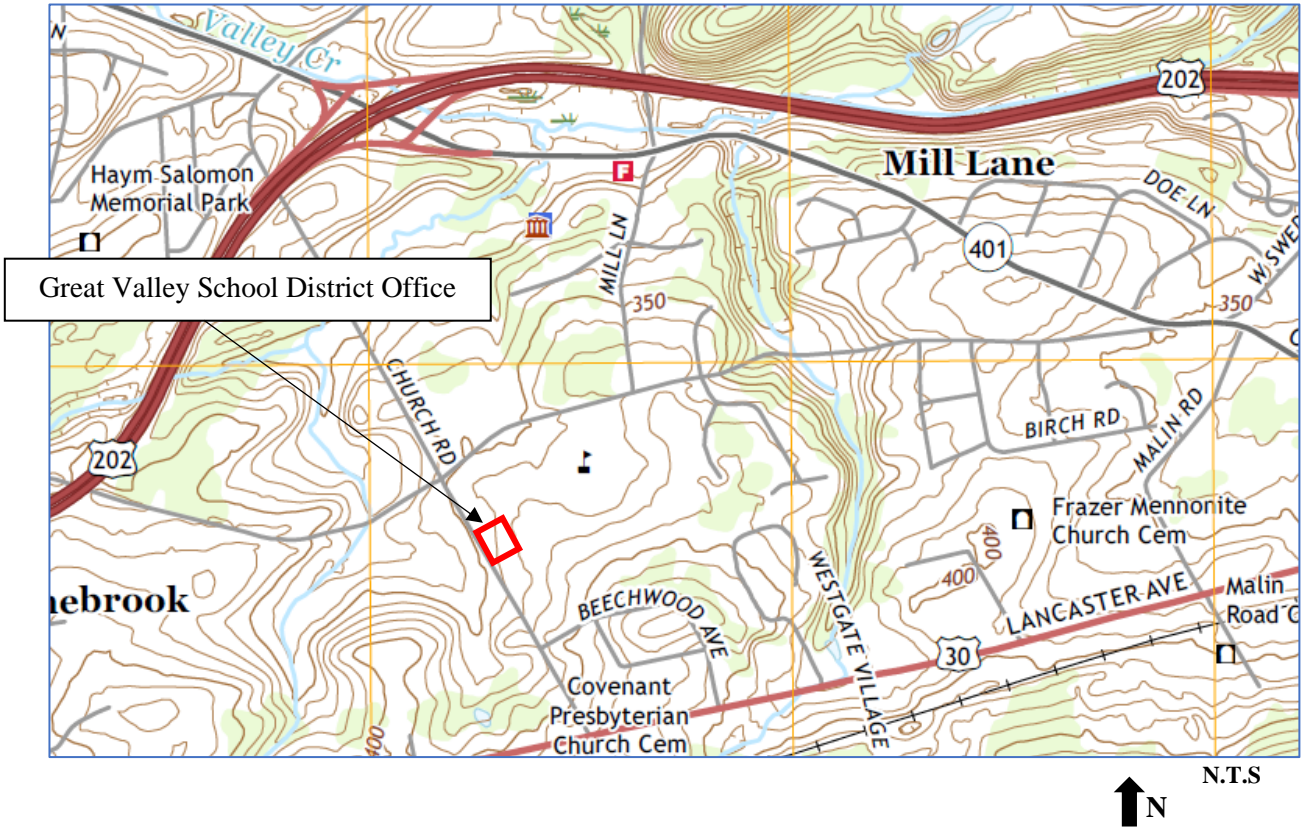 N
Valley Cr
202
Haym Salomon
Memorial Park
F
Mill Lane
DOE LN
W SWED
401
MILL LN
Great Valley School District Office
350
350
C
CHURCH RD
BIRCH RD
MALIN RD
202
Frazer Mennonite
Church Cem
400
400
nebrook
BEECHWOOD AVE
WESTGATE VILLAGE
LANCASTER AVE
Malin
Road C
30
Covenant
Presbyterian
Church Cem
400
N.T.S
N